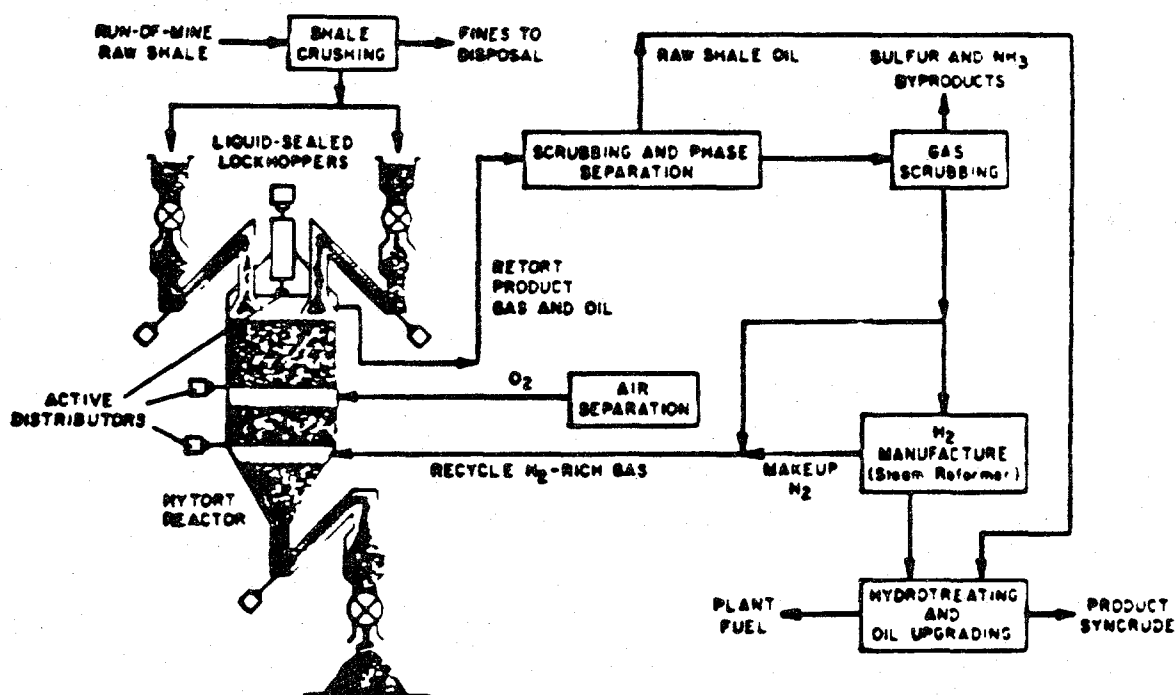 RUN-OF-MINE
RAW SHALE
SHALE
CRUSHING
FINES TO
DISPOSAL
RAW SHALE OIL
SULFUR AND NH3
BYPRODUCTS
LIQUID-SEALED
LOCKHOPPERS
SCRUBBING AND PHASE
SEPARATION
GAS
SCRUBBING
RETORT
PRODUCT
GAS AND OIL
O2
AIR
SEPARATION
ACTIVE
DISTRIBUTORS
H2
MANUFACTURE
(Steam Reformer)
RECYCLE H2-RICH GAS
MAKEUP
H2
HYTORT
REACTOR
PLANT
FUEL
HYDROTREATING
AND
OIL UPGRADING
PRODUCT
SYNCRUDE